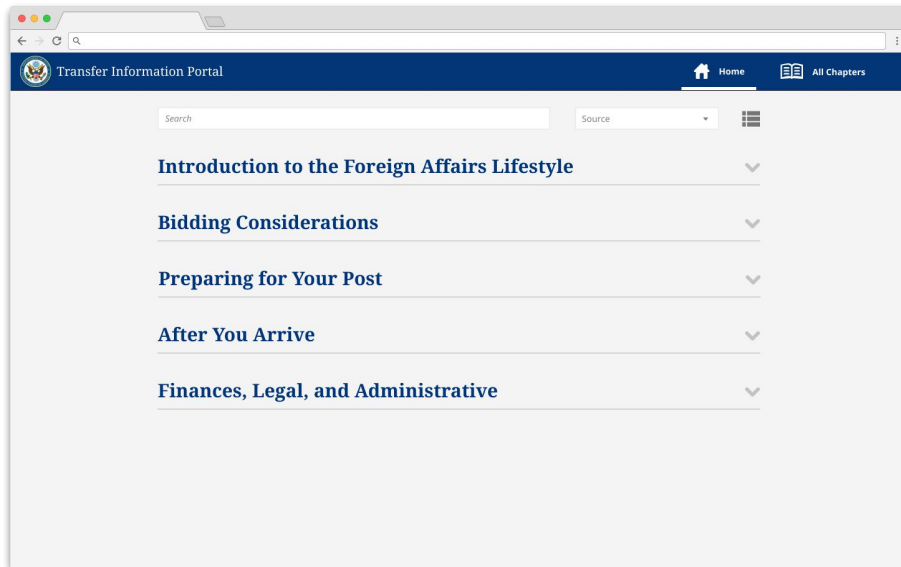 Transfer Information Portal
Home
All Chapters
Search
Source
Introduction to the Foreign Affairs Lifestyle
Bidding Considerations
Preparing for Your Post
After You Arrive
Finances, Legal, and Administrative